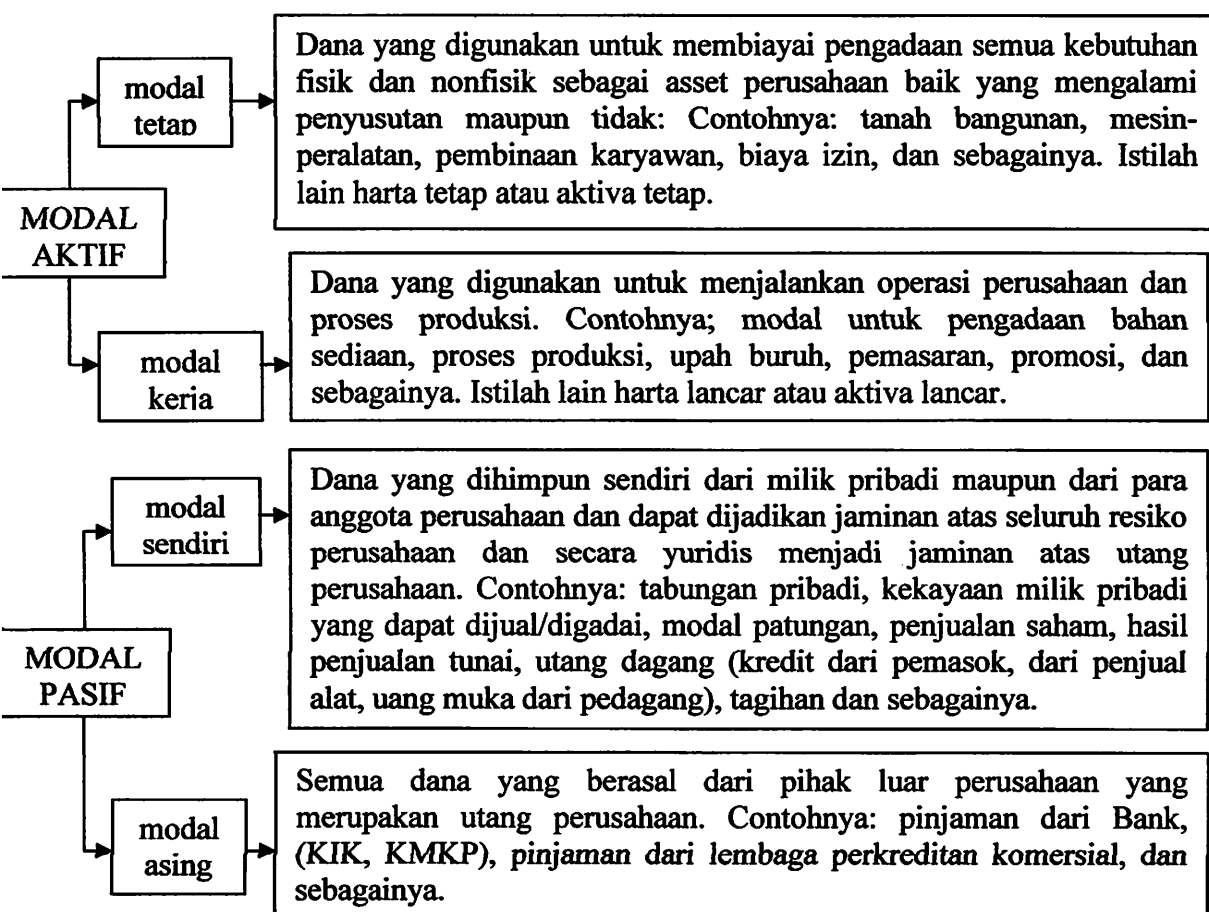 modal
tetap
Dana yang digunakan untuk membiayai pengadaan semua kebutuhan
fisik dan nonfisik sebagai asset perusahaan baik yang mengalami
penyusutan maupun tidak: Contohnya: tanah bangunan, mesin-
peralatan, pembinaan karyawan, biaya izin, dan sebagainya. Istilah
lain harta tetap atau aktiva tetap.
MODAL
AKTIF
modal
kerja
Dana yang digunakan untuk menjalankan operasi perusahaan dan
proses produksi. Contohnya; modal untuk pengadaan bahan
sediaan, proses produksi, upah buruh, pemasaran, promosi, dan
sebagainya. Istilah lain harta lancar atau aktiva lancar.
modal
sendiri
Dana yang dihimpun sendiri dari milik pribadi maupun dari para
anggota perusahaan dan dapat dijadikan jaminan atas seluruh resiko
perusahaan dan secara yuridis menjadi jaminan atas utang
perusahaan. Contohnya: tabungan pribadi, kekayaan milik pribadi
yang dapat dijual/digadai, modal patungan, penjualan saham, hasil
penjualan tunai, utang dagang (kredit dari pemasok, dari penjual
alat, uang muka dari pedagang), tagihan dan sebagainya.
MODAL
PASIF
modal
asing
Semua dana yang berasal dari pihak luar perusahaan yang
merupakan utang perusahaan. Contohnya: pinjaman dari Bank,
(KIK, KMKP), pinjaman dari lembaga perkreditan komersial, dan
sebagainya.